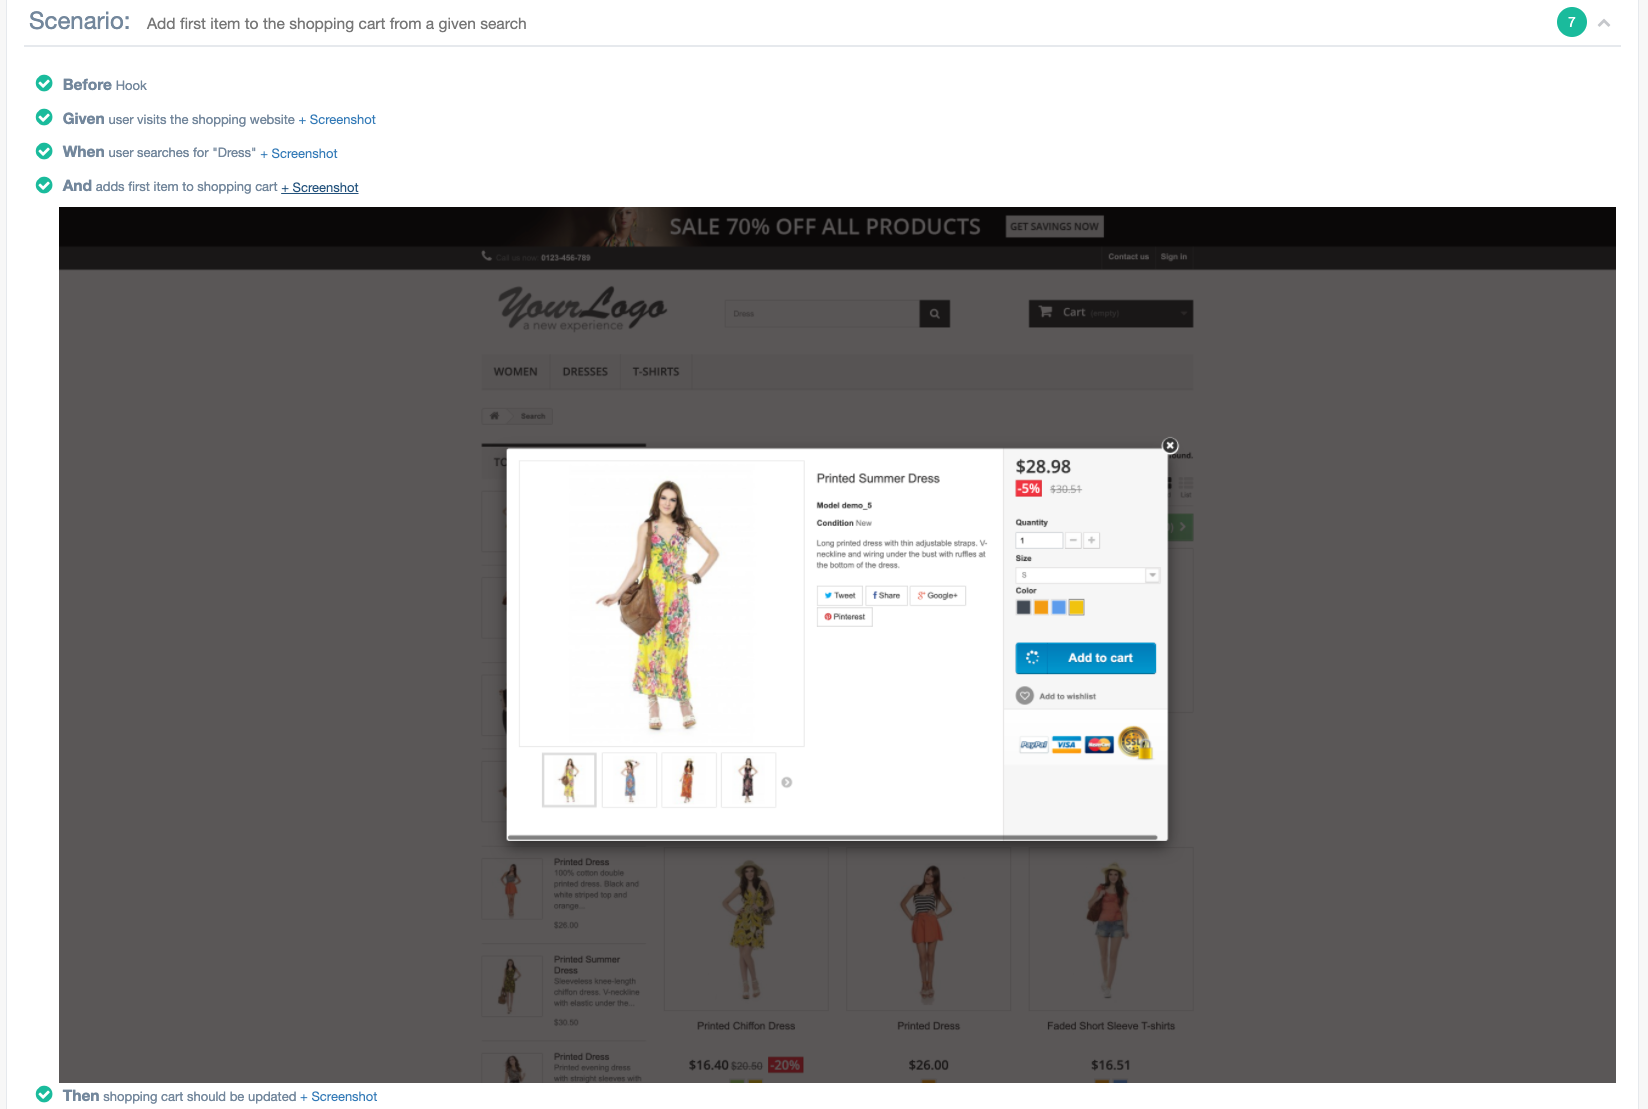 Scenario: Add first item to the shopping cart from a given search
7
Before Hook
Given user visits the shopping website + Screenshot
When user searches for "Dress" + Screenshot
And adds first item to shopping cart + Screenshot
SALE 70% OFF ALL PRODUCTS GET SAVINGS NOW
Call us now: 0123-456-789
Contact us Sign in
YourLogo
a new experience
Dress
Cart (empty)
WOMEN DRESSES T-SHIRTS
Search
Printed Summer Dress
Model demo_5
Condition New
Long printed dress with thin adjustable straps. V-
neckline and wiring under the bust with ruffles at
the bottom of the dress.
Tweet
Share
Google+
Pinterest
$28.98
-5% $30.51
Quantity
1
Size
S
Color
Add to cart
Add to wishlist
PayPal VISA MasterCard SSL
List
Printed Dress
100% cotton double
printed dress. Black and
white striped top and
orange...
$26.00
Printed Summer
Dress
Sleeveless knee-length
chiffon dress. V-neckline
with elastic under the...
$30.50
Printed Dress
Printed evening dress
with straight sleeves with
Printed Chiffon Dress
$16.40 $20.50 -20%
Printed Dress
$26.00
Faded Short Sleeve T-shirts
$16.51
Then shopping cart should be updated + Screenshot